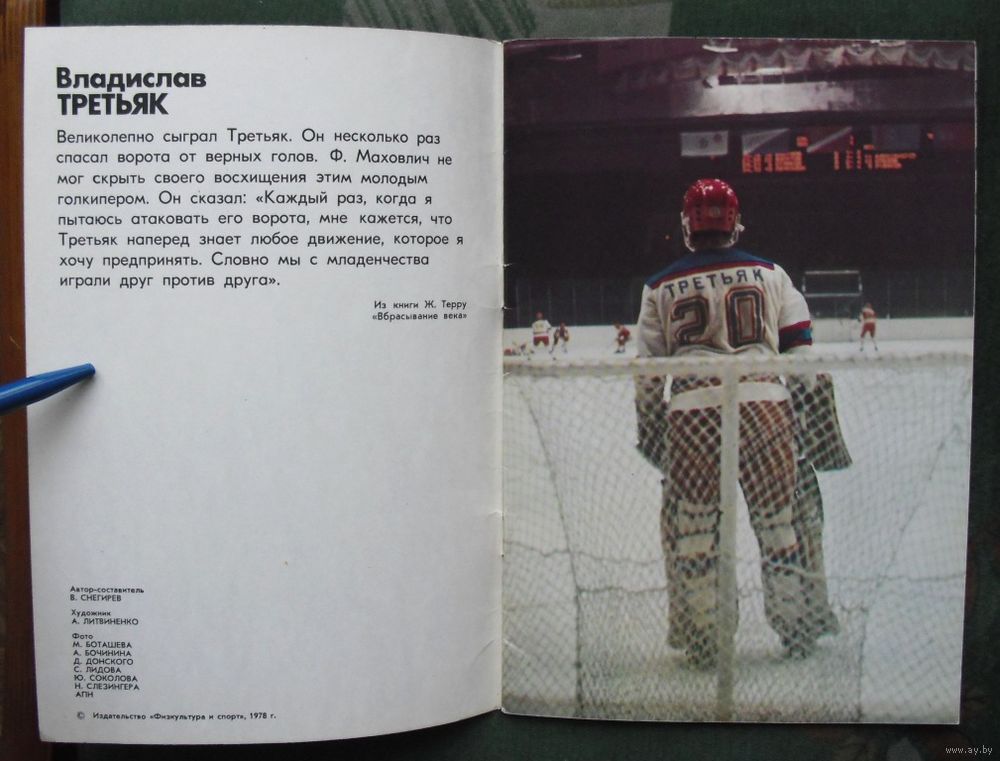 Владислав
ТРЕТЬЯК
Великолепно сыграл Третьяк. Он несколько раз
спасал ворота от верных голов. Ф. Маховлич не
мог скрыть своего восхищения этим молодым
голкипером. Он сказал: «Каждый раз, когда я
пытаюсь атаковать его ворота, мне кажется, что
Третьяк наперед знает любое движение, которое я
хочу предпринять. Словно мы с младенчества
играли друг против друга».
Из книги Ж. Терру
«Вбрасывание века»
Автор-составитель
В. СНЕГИРЕВ
Художник
А. ЛИТВИНЕНКО
Фото
М. БОТАШЕВА
А. БОЧИНИНА
Д. ДОНСКОГО
С. ЛИДОВА
Ю. СОКОЛОВА
Н. СЛЕЗИНГЕРА
АПН
© Издательство «Физкультура и спорт», 1978 г.
ТРЕТЬЯК
20
www.ay.by